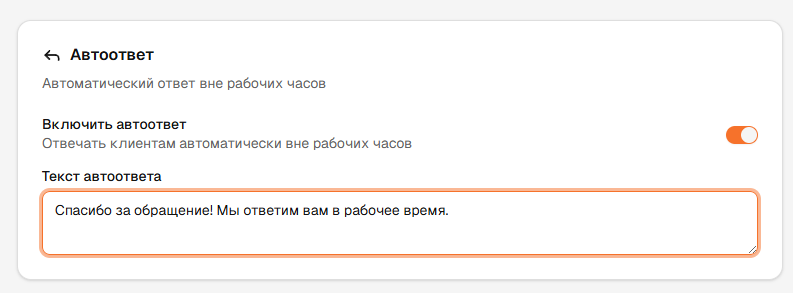 Автоответ
Автоматический ответ вне рабочих часов
Включить автоответ
Отвечать клиентам автоматически вне рабочих часов
Текст автоответа
Спасибо за обращение! Мы ответим вам в рабочее время.